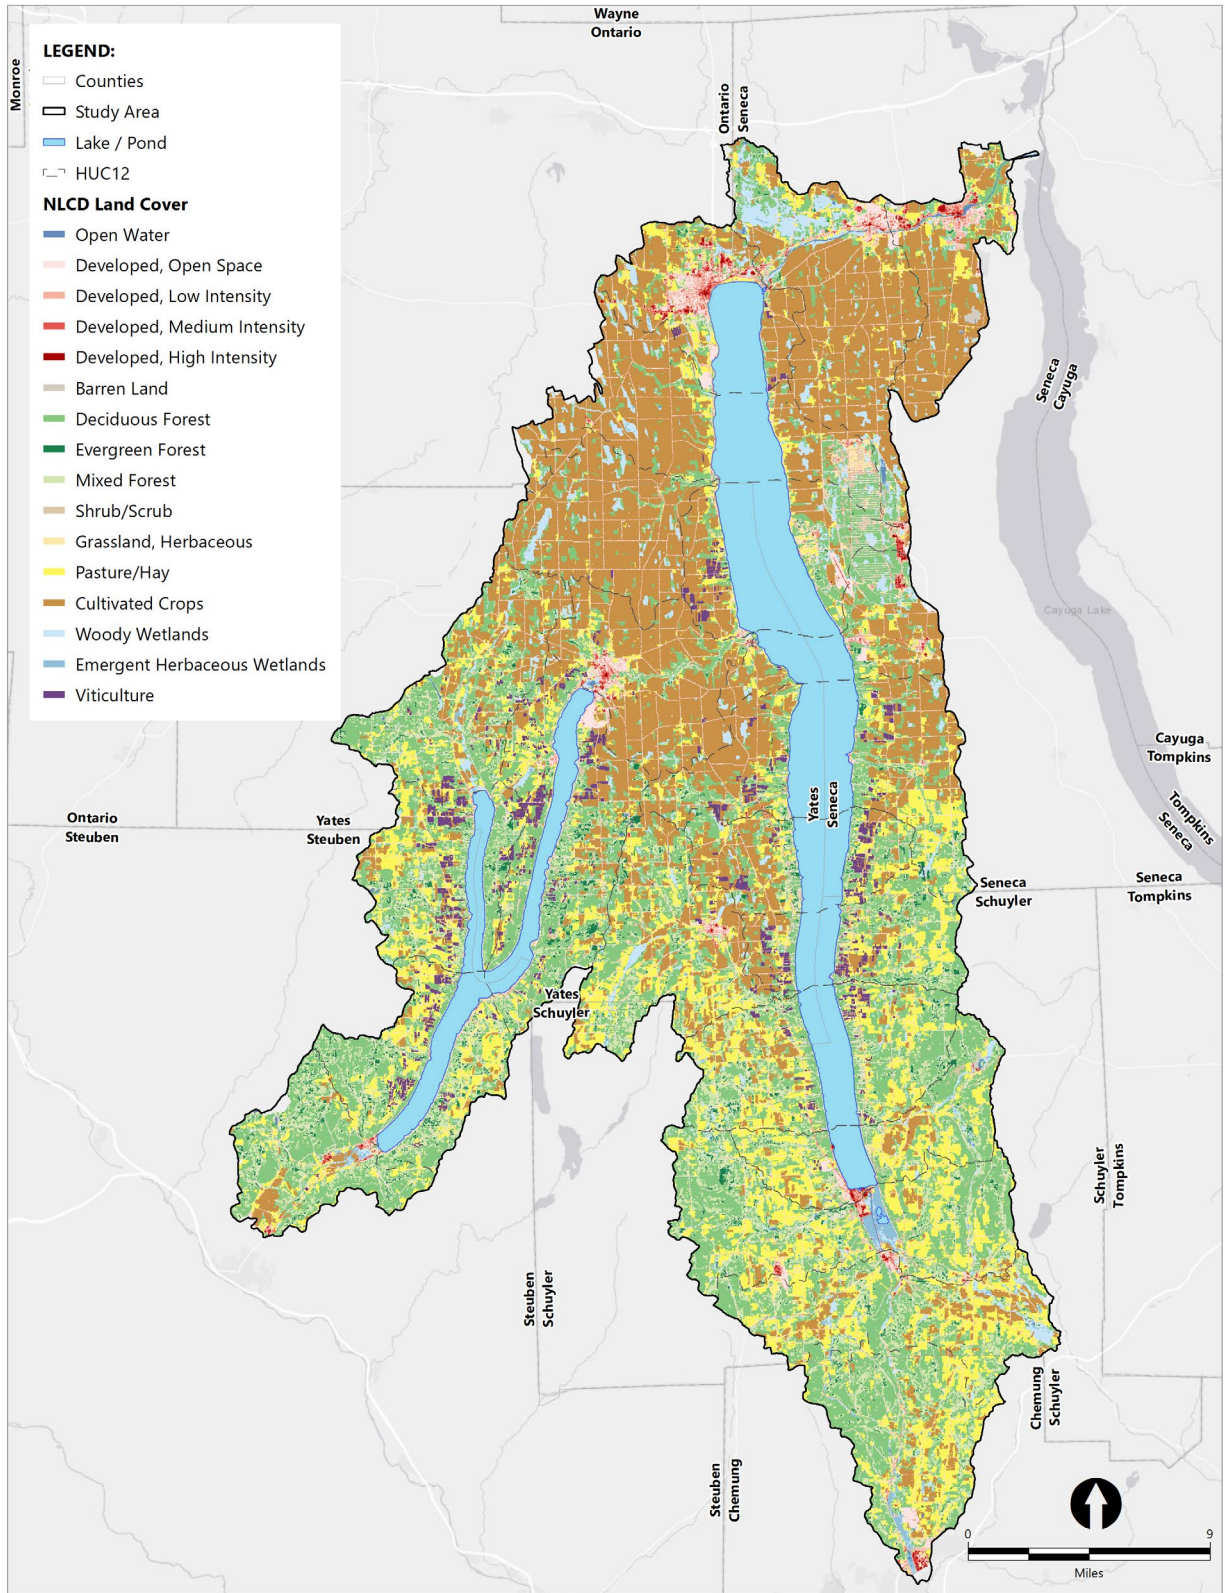 Wayne
Ontario
Monroe
Ontario
Seneca
LEGEND:
Counties
Study Area
Lake / Pond
HUC12
NLCD Land Cover
Open Water
Developed, Open Space
Developed, Low Intensity
Developed, Medium Intensity
Developed, High Intensity
Barren Land
Deciduous Forest
Evergreen Forest
Mixed Forest
Shrub/Scrub
Grassland, Herbaceous
Pasture/Hay
Cultivated Crops
Woody Wetlands
Emergent Herbaceous Wetlands
Viticulture
Seneca
Cayuga
Cayuga Lake
Cayuga
Tompkins
Tompkins
Seneca
Ontario
Steuben
Yates
Steuben
Yates
Seneca
Seneca
Schuyler
Seneca
Tompkins
Yates
Schuyler
Schuyler
Tompkins
Steuben
Schuyler
Chemung
Schuyler
Steuben
Chemung
0
9
Miles